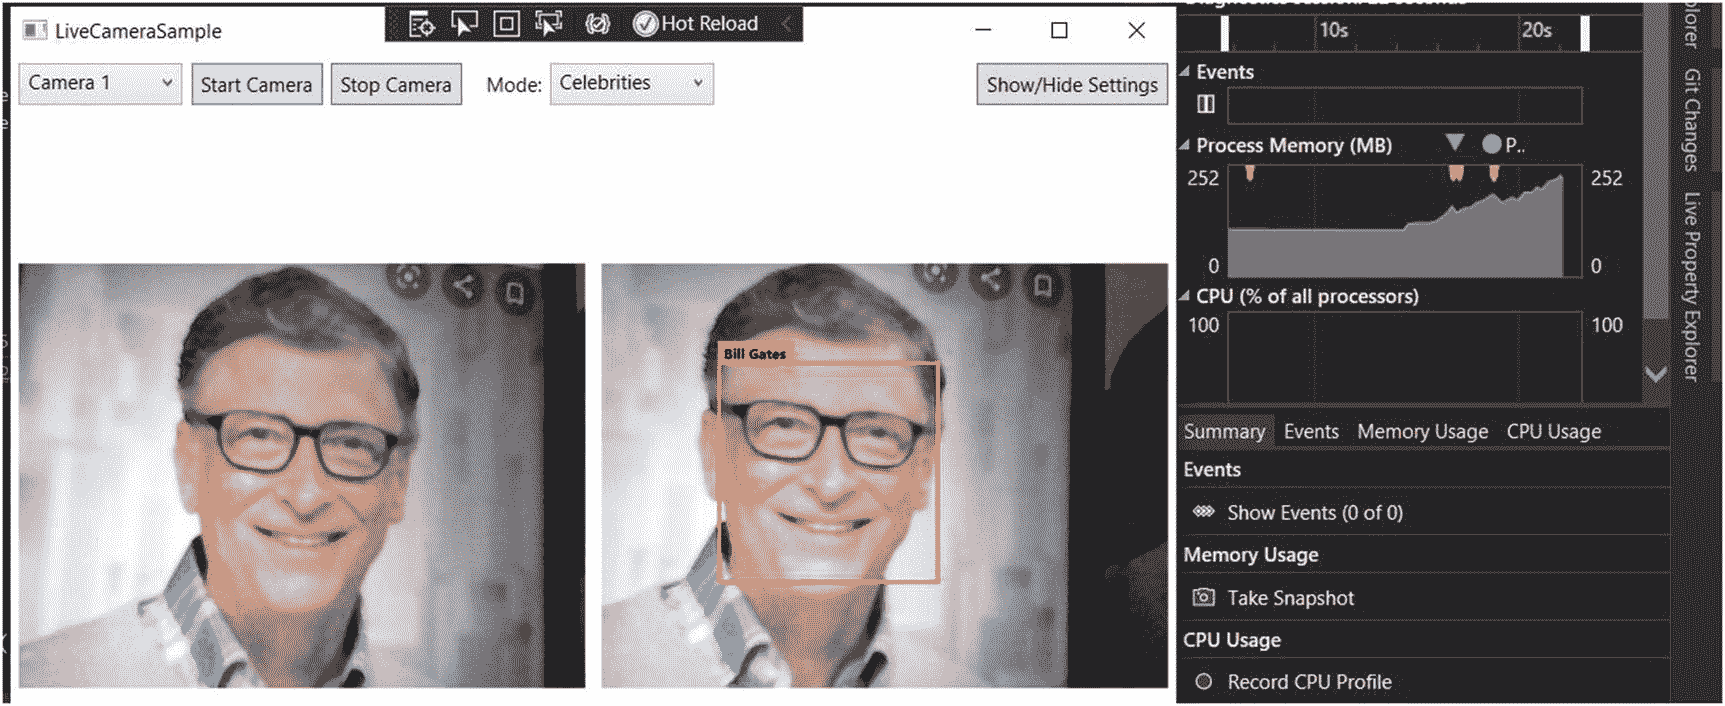 LiveCameraSample
Hot Reload
Camera 1
Start Camera
Stop Camera
Mode:
Celebrities
Show/Hide Settings
Bill Gates
10s
20s
Events
Process Memory (MB)
P..
252
252
0
0
CPU (% of all processors)
100
100
Summary
Events
Memory Usage
CPU Usage
Events
Show Events (0 of 0)
Memory Usage
Take Snapshot
CPU Usage
Record CPU Profile
Git Changes
Live Property Explorer